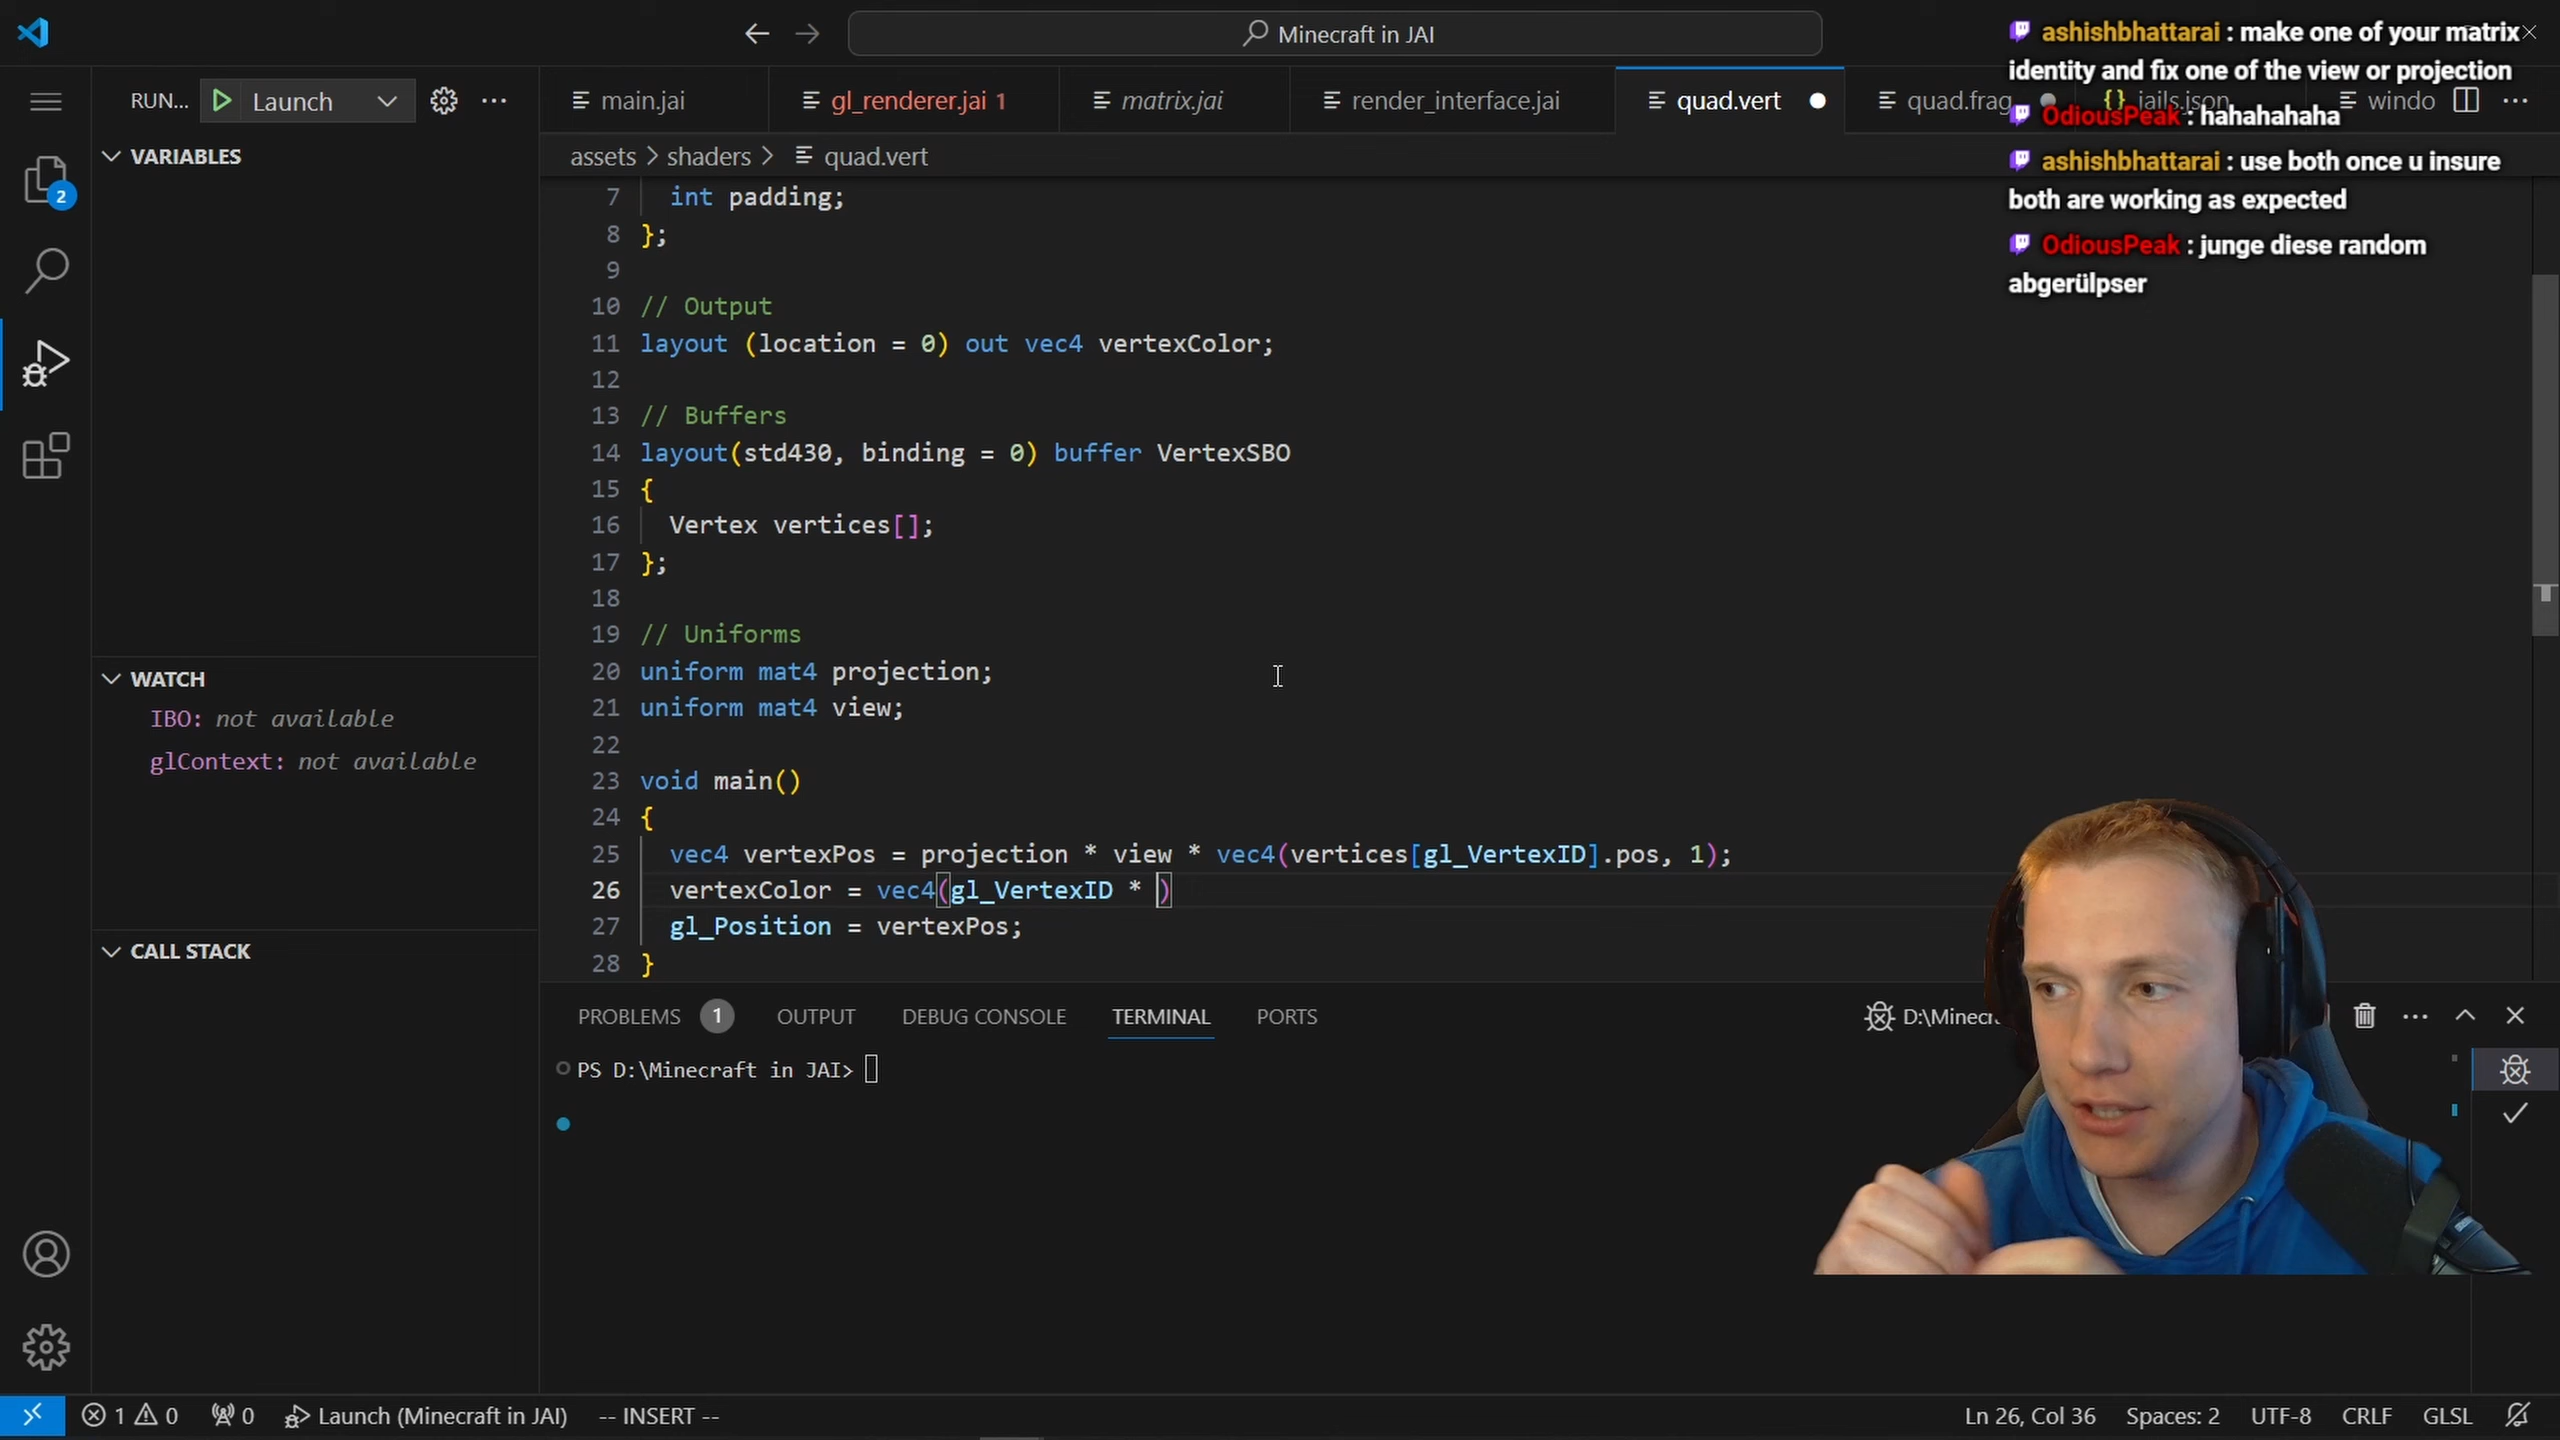 Minecraft in JAI
ashishbhattarai : make one of your matrix
identity and fix one of the view or projection
OdiousPeak : hahahahaha
ashishbhattarai : use both once u insure
both are working as expected
OdiousPeak : junge diese random
abgerülpser
RUN... Launch
main.jai gl_renderer.jai 1 matrix.jai render_interface.jai quad.vert quad.frag {} jails.json windo
VARIABLES
assets > shaders > quad.vert
7 int padding;
8 };
9
10 // Output
11 layout (location = 0) out vec4 vertexColor;
12
13 // Buffers
14 layout(std430, binding = 0) buffer VertexSBO
15 {
16 Vertex vertices[];
17 };
18
19 // Uniforms
20 uniform mat4 projection;
21 uniform mat4 view;
22
23 void main()
24 {
25 vec4 vertexPos = projection * view * vec4(vertices[gl_VertexID].pos, 1);
26 vertexColor = vec4(gl_VertexID * )
27 gl_Position = vertexPos;
28 }
2
WATCH
IBO: not available
glContext: not available
CALL STACK
PROBLEMS 1 OUTPUT DEBUG CONSOLE TERMINAL PORTS
D:\Minecr
PS D:\Minecraft in JAI>
1 0 0 Launch (Minecraft in JAI) -- INSERT --
Ln 26, Col 36 Spaces: 2 UTF-8 CRLF GLSL